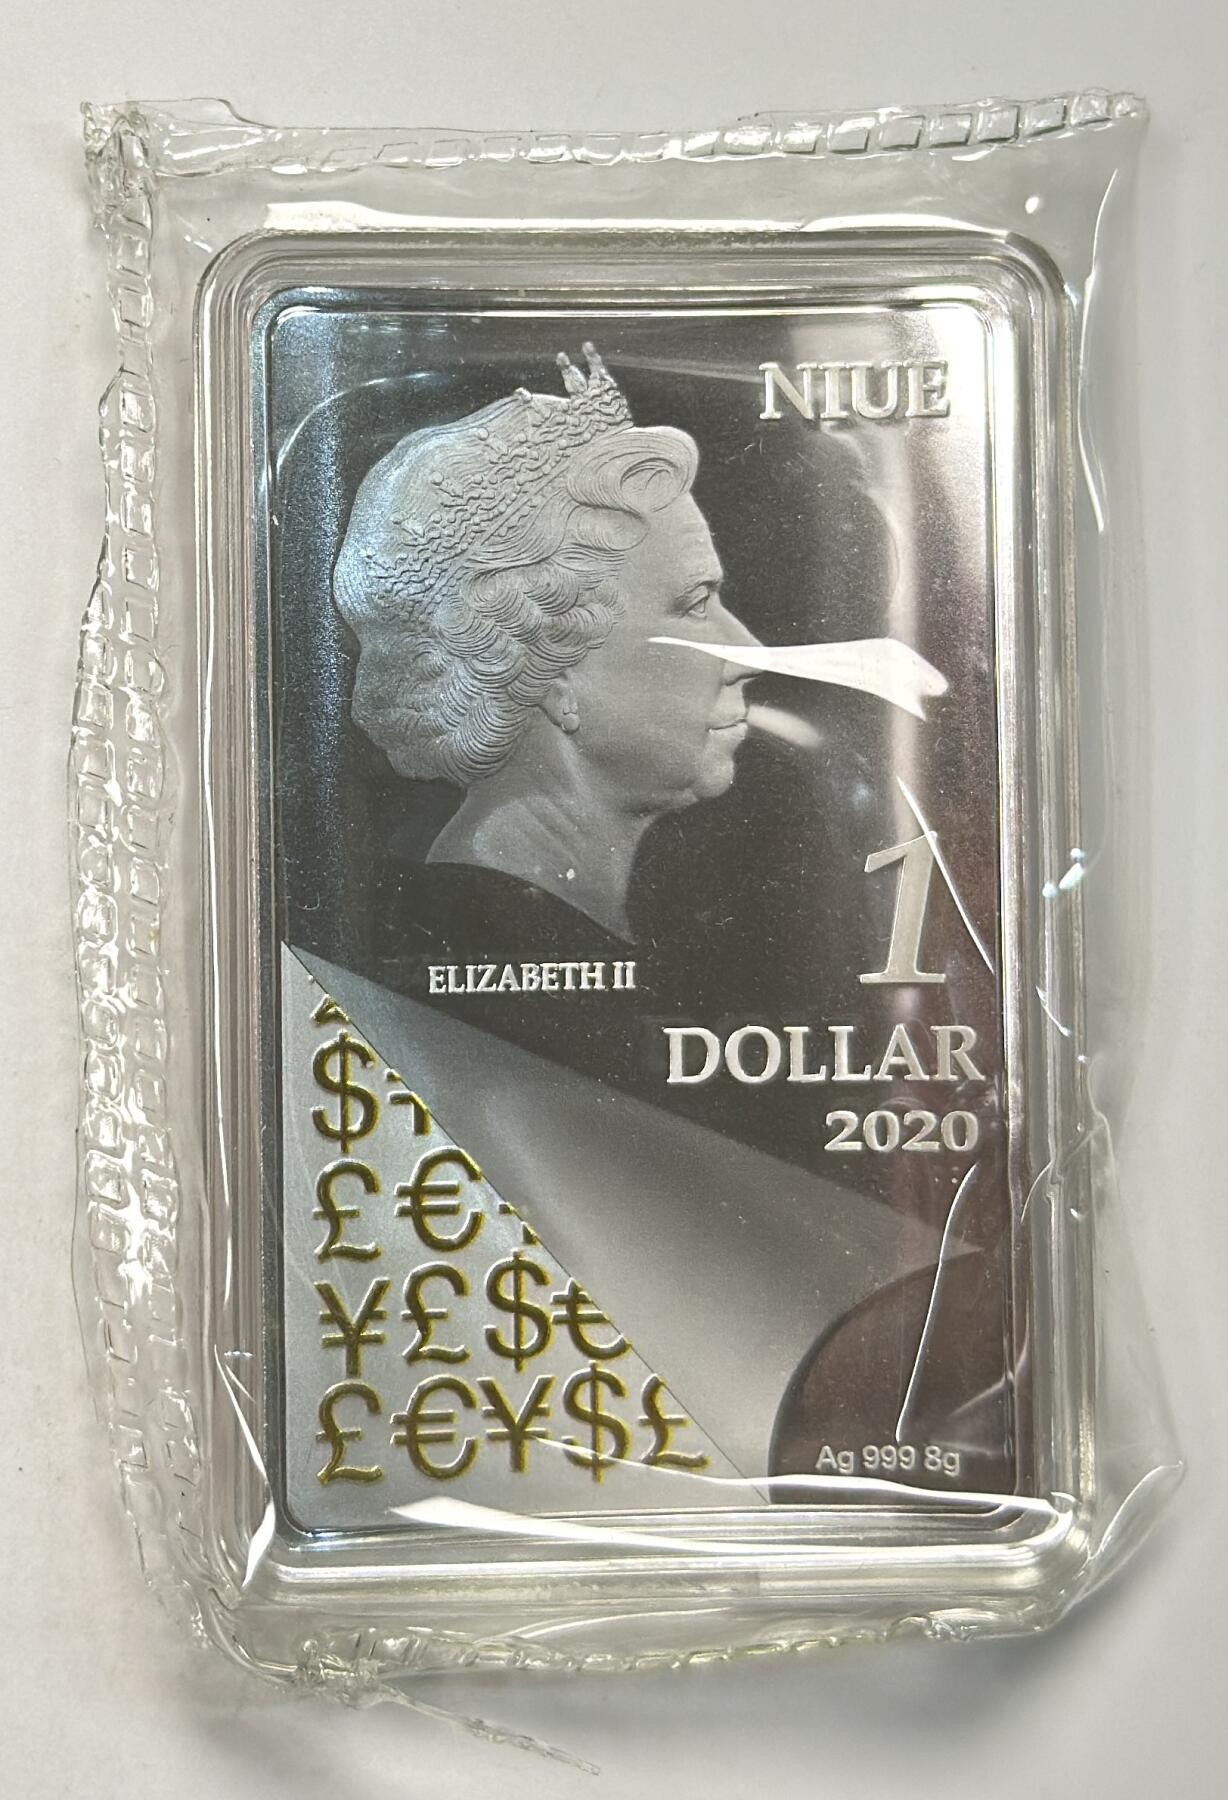 NIUE
ELIZABETH II
1
DOLLAR
2020
$
£ €
¥ £ $
£ € ¥ $ £
Ag 999 8g